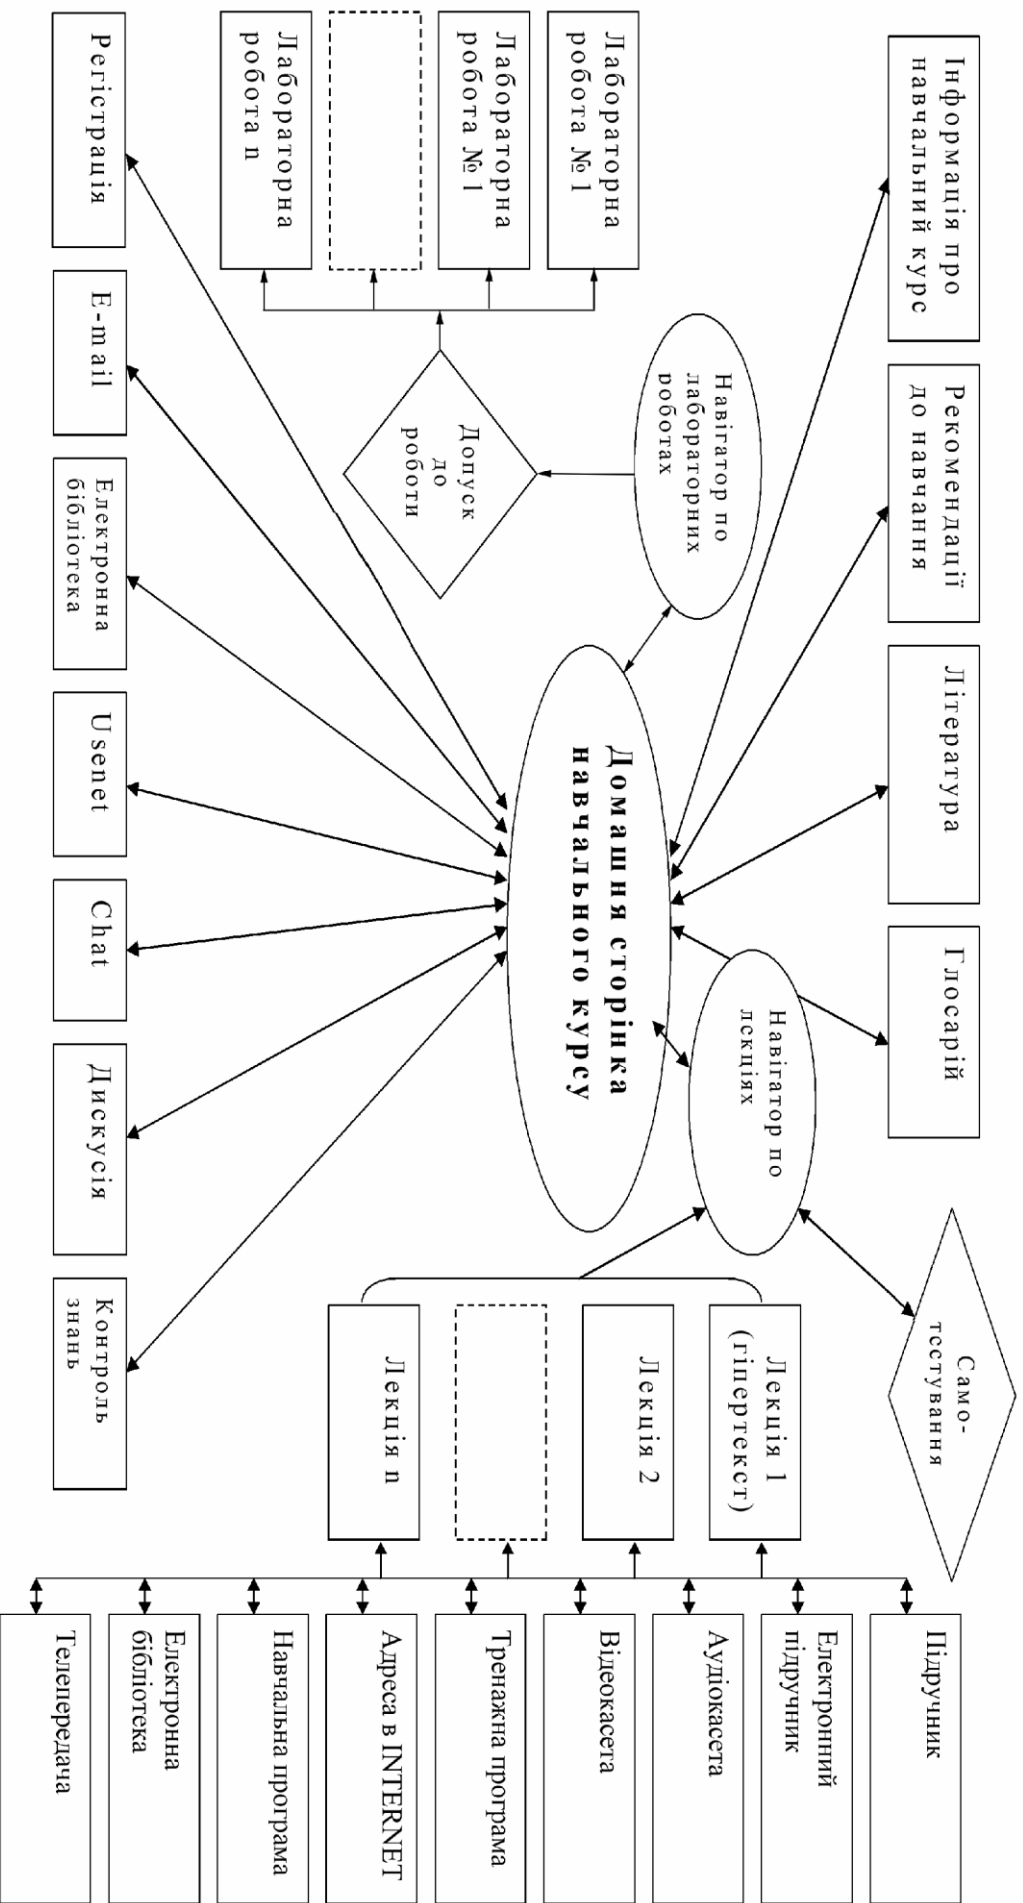 Інформація про
навчальний курс
Рекомендації
до навчання
Література
Глосарій
Само-
тестування
Лабораторна
робота № 1
Лабораторна
робота № 1
Лабораторна
робота n
Навігатор по
лабораторних
роботах
Допуск
до
роботи
Домашня сторінка
навчального курсу
Навігатор по
лекціях
Лекція 1
(гіпертекст)
Лекція 2
Лекція n
Реґістрація
E-mail
Електронна
бібліотека
Usenet
Chat
Дискусія
Контроль
знань
Підручник
Електронний
підручник
Аудіокасета
Відеокасета
Тренажна програма
Адреса в INTERNET
Навчальна програма
Електронна
бібліотека
Телепередача